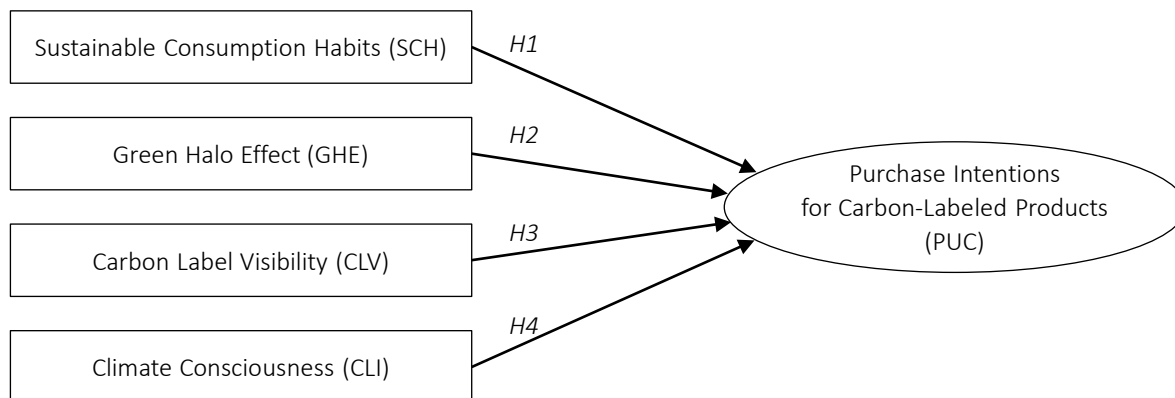 Sustainable Consumption Habits (SCH)
H1
Green Halo Effect (GHE)
H2
Carbon Label Visibility (CLV)
H3
Climate Consciousness (CLI)
H4
Purchase Intentions
for Carbon-Labeled Products
(PUC)